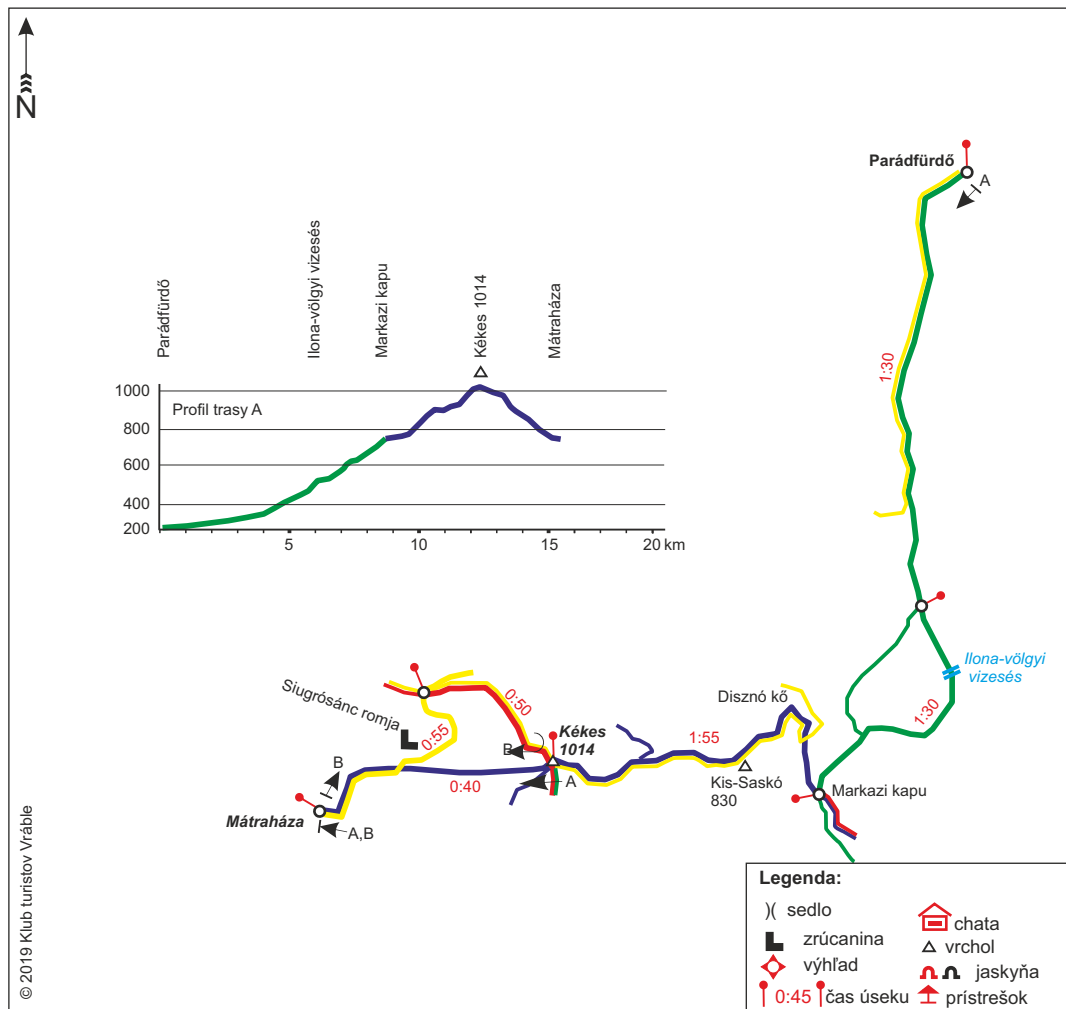 N
Parádfürdő
A
Parádfürdő
Ilona-völgyi vizesés
Markazi kapu
Kékes 1014
Mátraháza
1000
800
600
400
200
Profil trasy A
5
10
15
20 km
1:30
Ilona-völgyi
vizesés
1:30
Siugrósánc romja
0:50
0:55
B
Kékes
1014
A
Disznó kő
1:55
Kis-Saskó
830
Markazi kapu
B
0:40
Mátraháza
A,B
© 2019 Klub turistov Vráble
Legenda:
)( sedlo
zrúcanina
výhľad
0:45 čas úseku
chata
vrchol
jaskyňa
prístrešok